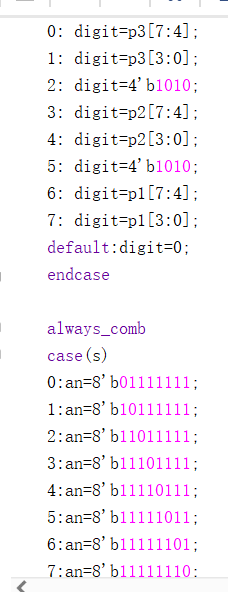 0: digit=p3[7:4];
1: digit=p3[3:0];
2: digit=4'b1010;
3: digit=p2[7:4];
4: digit=p2[3:0];
5: digit=4'b1010;
6: digit=p1[7:4];
7: digit=p1[3:0];
default:digit=0;
endcase
always_comb
case(s)
0:an=8'b01111111;
1:an=8'b10111111;
2:an=8'b11011111;
3:an=8'b11101111;
4:an=8'b11110111;
5:an=8'b11111011;
6:an=8'b11111101;
7:an=8'b11111110;